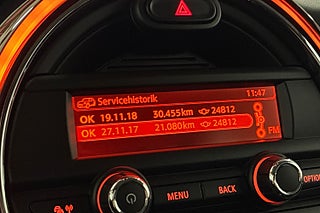 Servicehistorik 11:47
OK 19.11.18 30.455km 24812
OK 27.11.17 21.080km 24812
FM
MENU BACK OPTION